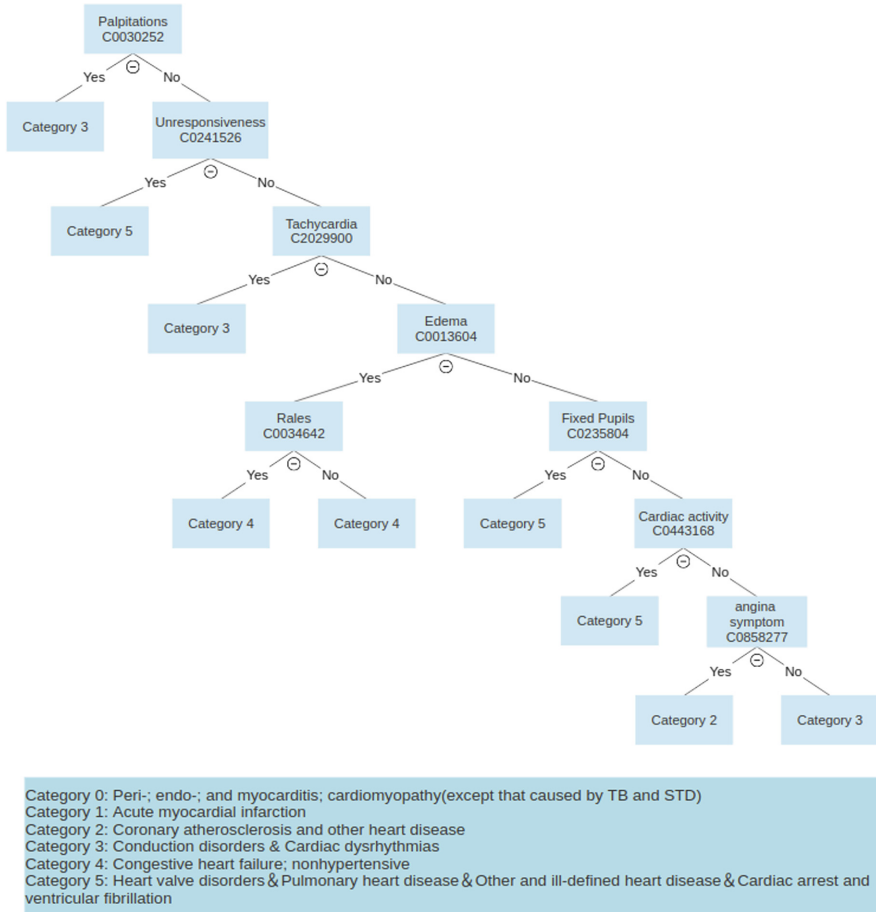 Palpitations
C0030252
Yes
No
Category 3
Unresponsiveness
C0241526
Yes
No
Category 5
Tachycardia
C2029900
Yes
No
Category 3
Edema
C0013604
Yes
No
Rales
C0034642
Fixed Pupils
C0235804
Yes
No
Yes
No
Category 4
Category 4
Category 5
Cardiac activity
C0443168
Yes
No
Category 5
angina
symptom
C0858277
Yes
No
Category 2
Category 3
Category 0: Peri-; endo-; and myocarditis; cardiomyopathy(except that caused by TB and STD)
Category 1: Acute myocardial infarction
Category 2: Coronary atherosclerosis and other heart disease
Category 3: Conduction disorders & Cardiac dysrhythmias
Category 4: Congestive heart failure; nonhypertensive
Category 5: Heart valve disorders&Pulmonary heart disease&Other and ill-defined heart disease&Cardiac arrest and
ventricular fibrillation